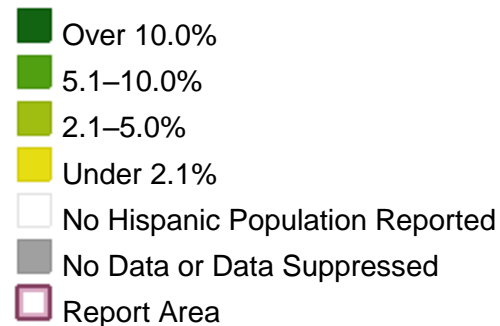 Over 10.0%
5.1–10.0%
2.1–5.0%
Under 2.1%
No Hispanic Population Reported
No Data or Data Suppressed
Report Area